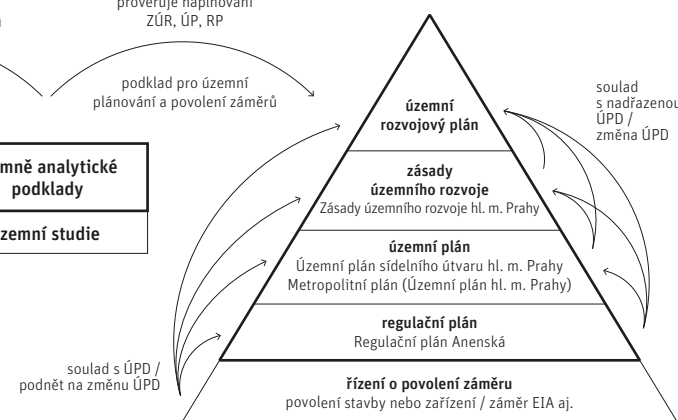 prověřuje naplňování
ZÚR, ÚP, RP
podklad pro územní
plánování a povolení záměrů
podklady
územní
rozvojový plán
zásady
územního rozvoje
Zásady územního rozvoje hl. m. Prahy
územní plán
Územní plán sídelního útvaru hl. m. Prahy
Metropolitní plán (Územní plán hl. m. Prahy)
regulační plán
Regulační plán Anenská
řízení o povolení záměru
povolení stavby nebo zařízení / záměr EIA aj.
soulad
s nadřazenou
ÚPD /
změna ÚPD
analytické
studie
soulad s ÚPD /
podnět na změnu ÚPD